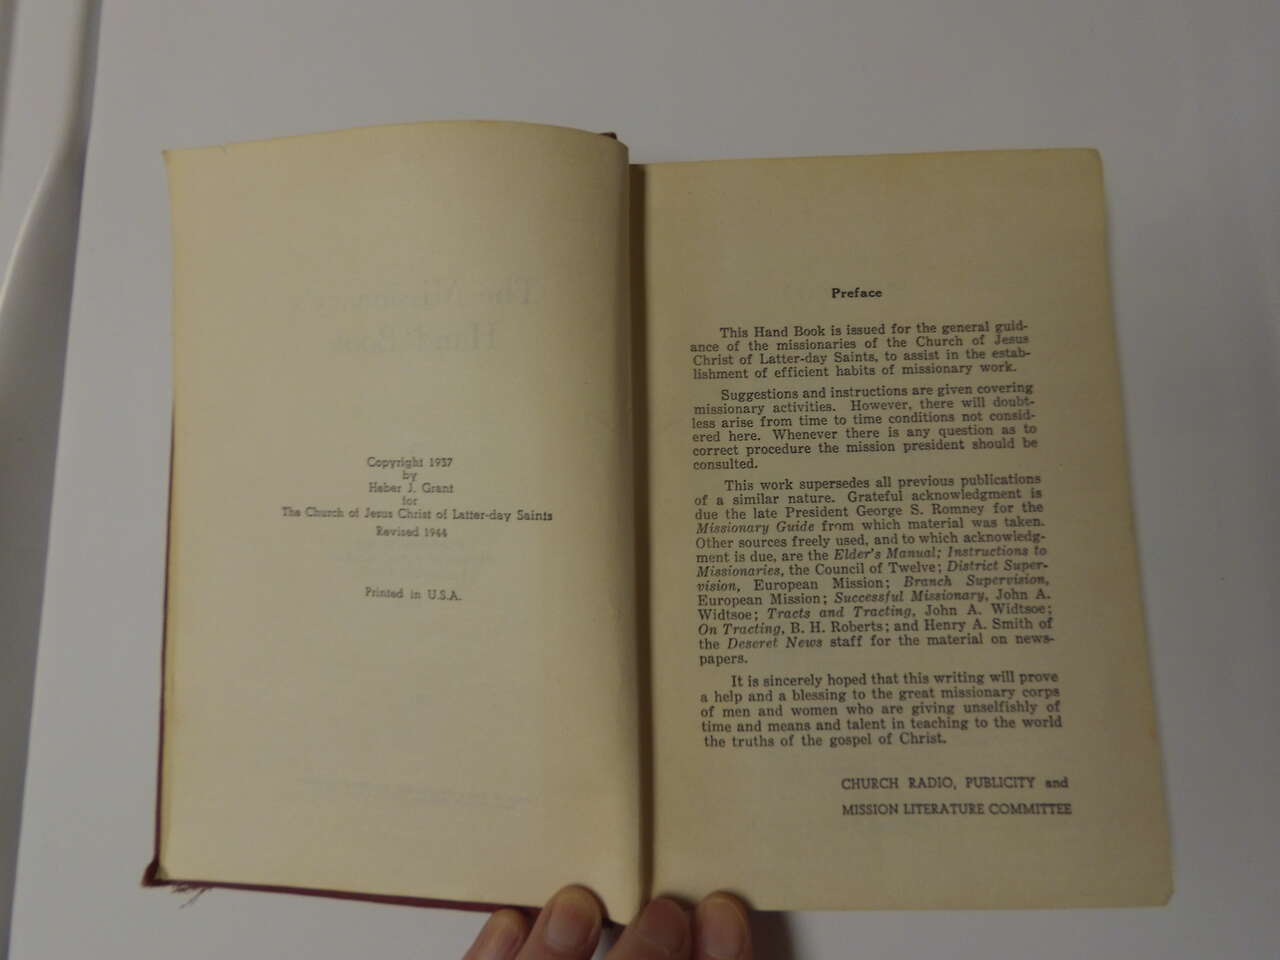 Copyright 1937
by
Heber J. Grant
for
The Church of Jesus Christ of Latter-day Saints
Revised 1944
Printed in U.S.A.
Preface
This Hand Book is issued for the general guid-
ance of the missionaries of the Church of Jesus
Christ of Latter-day Saints, to assist in the estab-
lishment of efficient habits of missionary work.
Suggestions and instructions are given covering
missionary activities. However, there will doubt-
less arise from time to time conditions not consid-
ered here. Whenever there is any question as to
correct procedure the mission president should be
consulted.
This work supersedes all previous publications
of a similar nature. Grateful acknowledgment is
due the late President George S. Romney for the
Missionary Guide from which material was taken.
Other sources freely used, and to which acknowledg-
ment is due, are the Elder's Manual; Instructions to
Missionaries, the Council of Twelve; District Super-
vision, European Mission; Branch Supervision,
European Mission; Successful Missionary, John A.
Widtsoe; Tracts and Tracting, John A. Widtsoe;
On Tracting, B. H. Roberts; and Henry A. Smith of
the Deseret News staff for the material on news-
papers.
It is sincerely hoped that this writing will prove
a help and a blessing to the great missionary corps
of men and women who are giving unselfishly of
time and means and talent in teaching to the world
the truths of the gospel of Christ.
CHURCH RADIO, PUBLICITY and
MISSION LITERATURE COMMITTEE